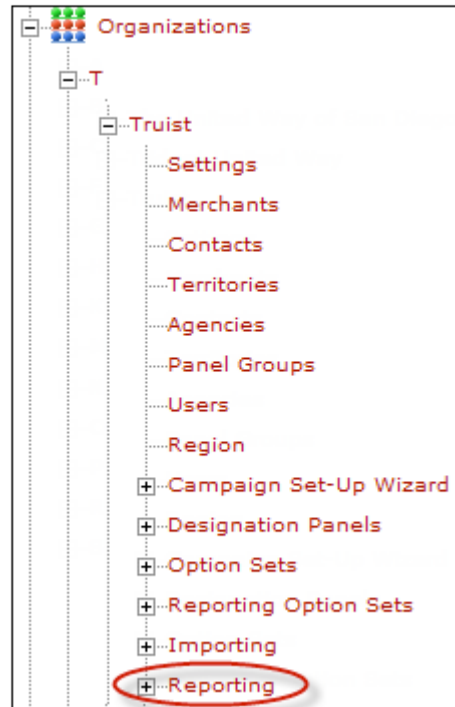 Organizations
T
Truist
Settings
Merchants
Contacts
Territories
Agencies
Panel Groups
Users
Region
Campaign Set-Up Wizard
Designation Panels
Option Sets
Reporting Option Sets
Importing
Reporting